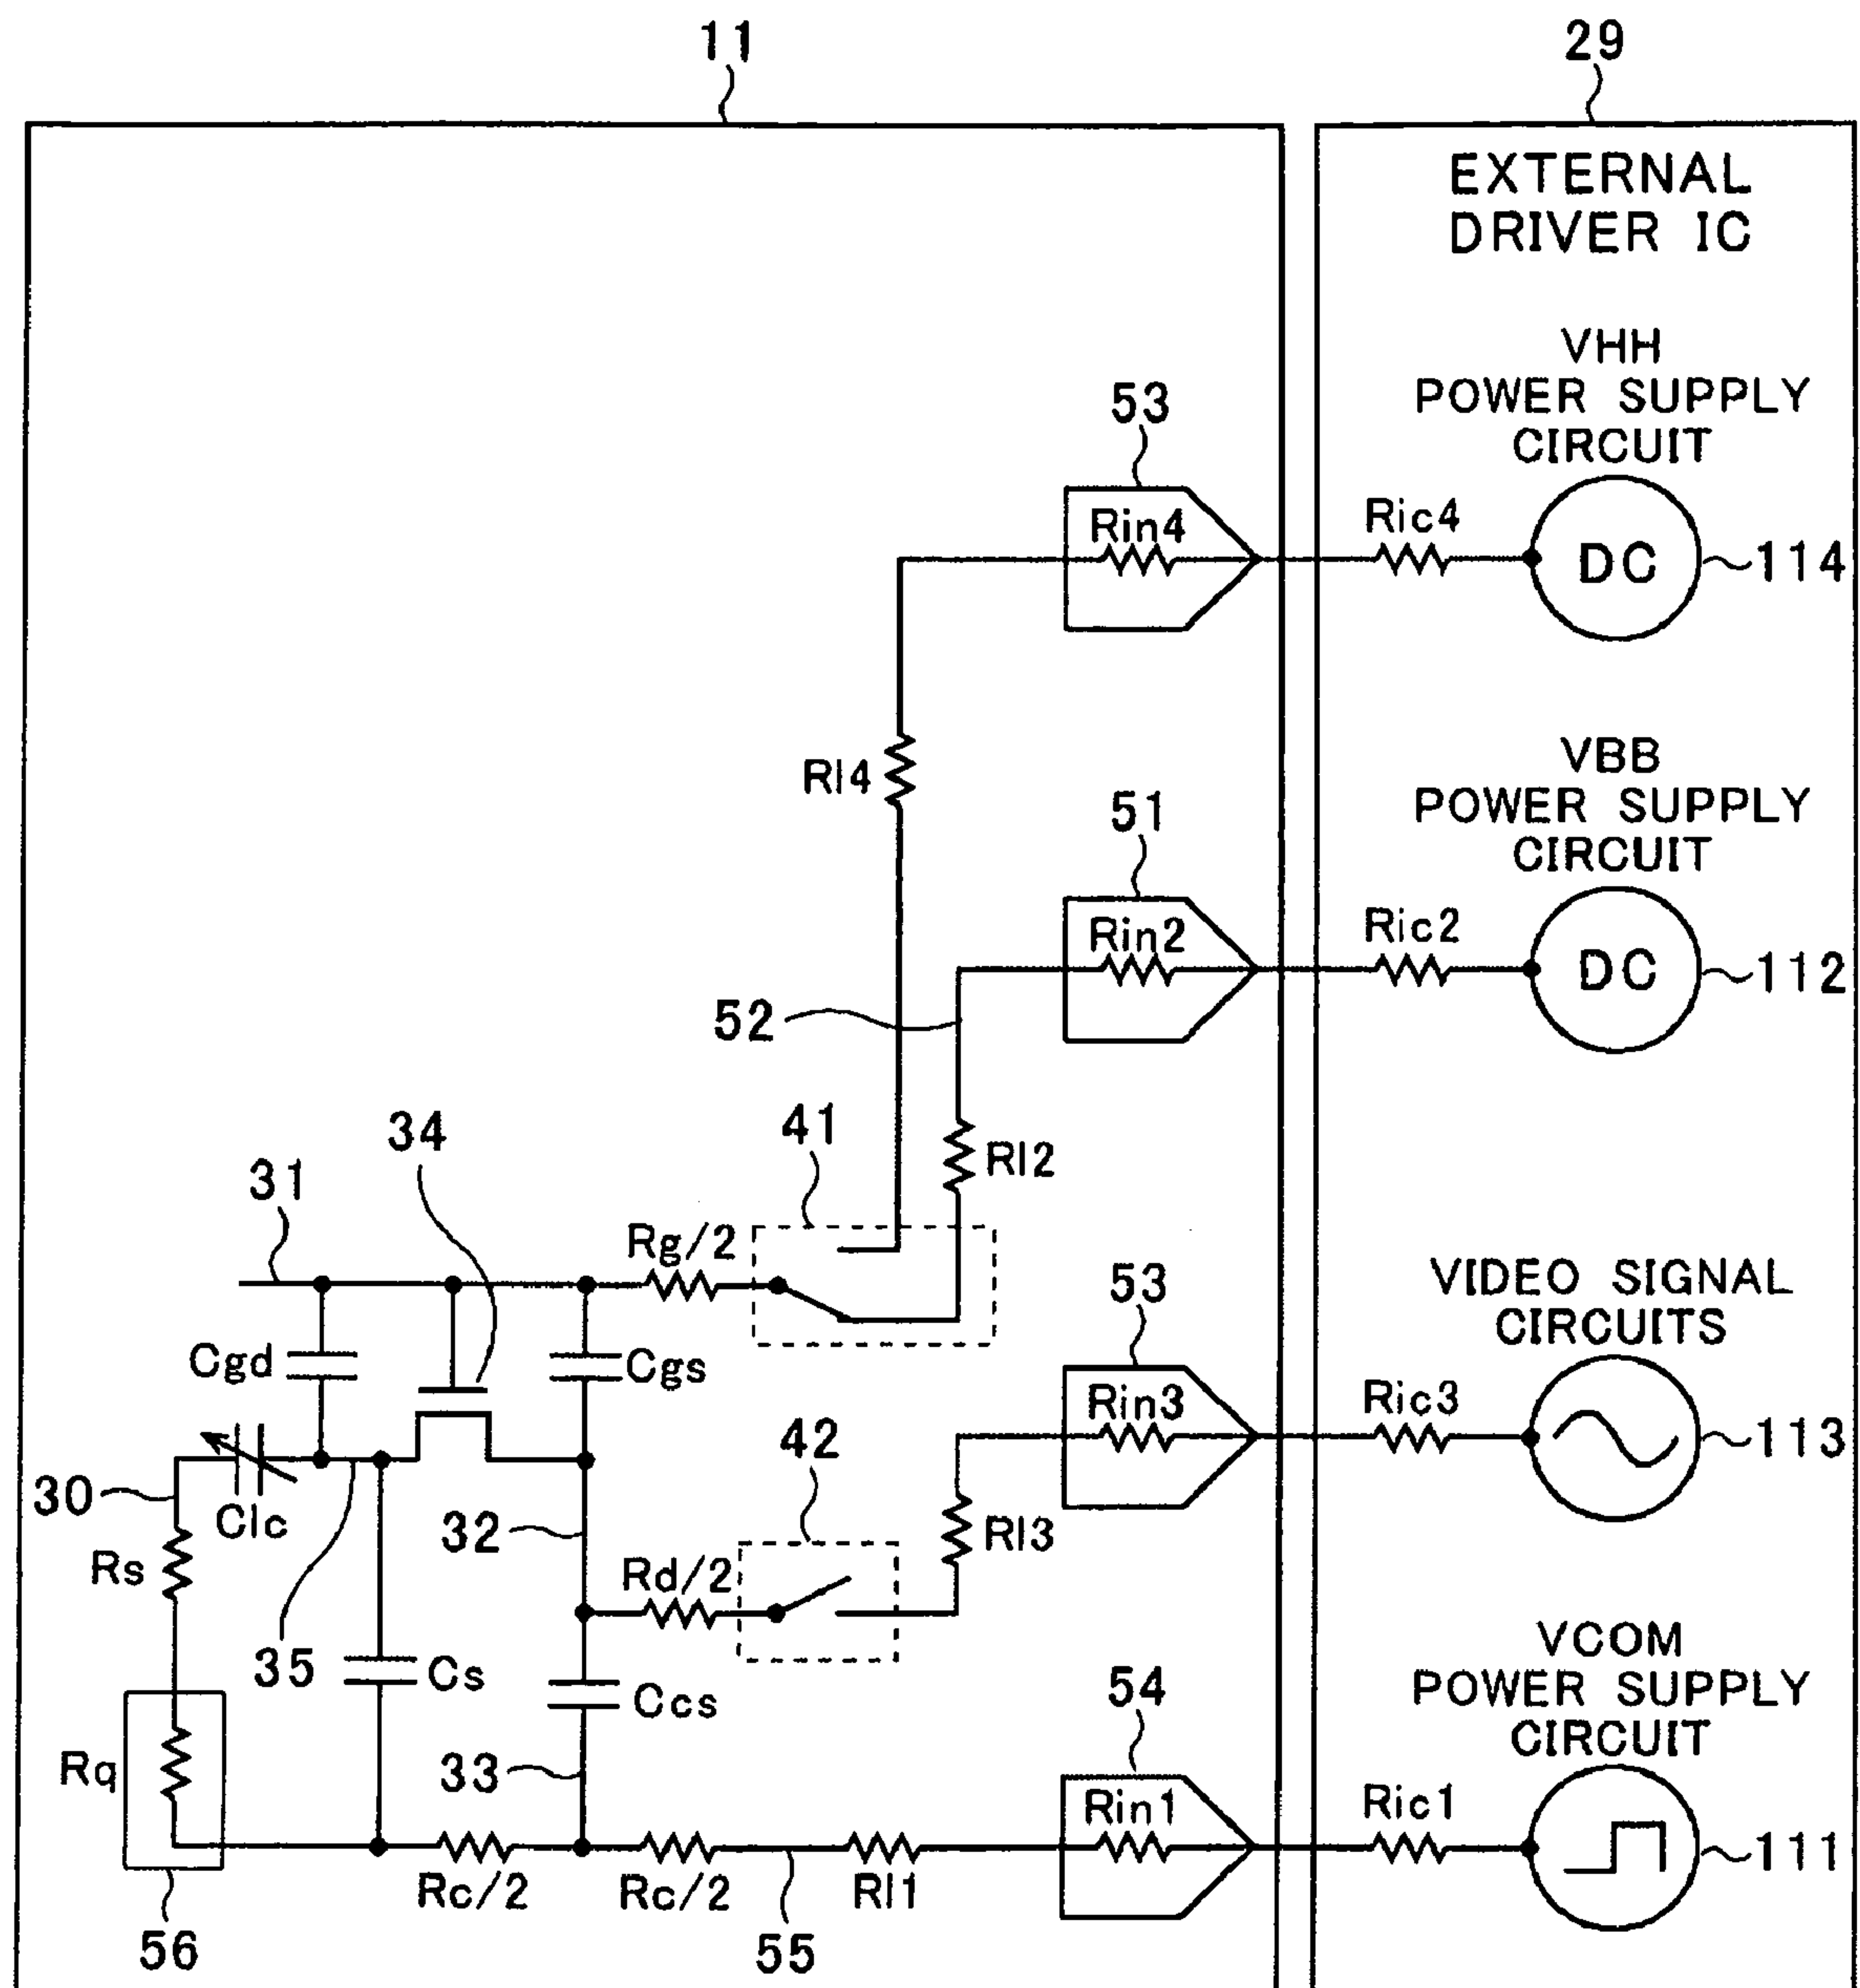 11
29
EXTERNAL
DRIVER IC
VHH
POWER SUPPLY
CIRCUIT
53
Rin4
Ric4
DC
114
Rl4
VBB
POWER SUPPLY
CIRCUIT
51
Rin2
Ric2
DC
112
52
34
41
Rl2
31
Rg/2
VIDEO SIGNAL
CIRCUITS
53
Cgd
Cgs
Rin3
Ric3
113
42
30
Clc
32
Rl3
Rs
Rd/2
35
Cs
Ccs
VCOM
POWER SUPPLY
CIRCUIT
54
Rq
33
Rin1
Ric1
111
Rc/2
Rc/2
Rl1
56
55